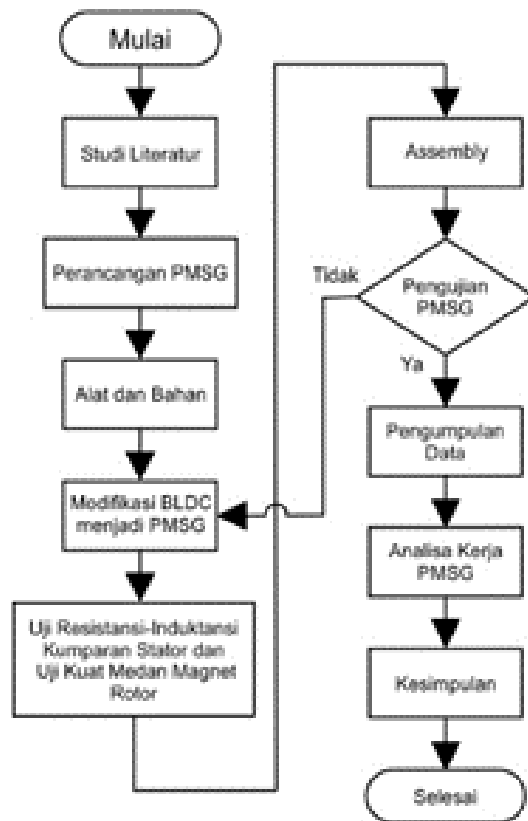 Mulai
Studi Literatur
Perancangan PMSG
Alat dan Bahan
Modifikasi BLDC
menjadi PMSG
Uji Resistansi-Induktansi
Kumparan Stator dan
Uji Kuat Medan Magnet
Rotor
Assembly
Pengujian
PMSG
Tidak
Ya
Pengumpulan
Data
Analisa Kerja
PMSG
Kesimpulan
Selesai